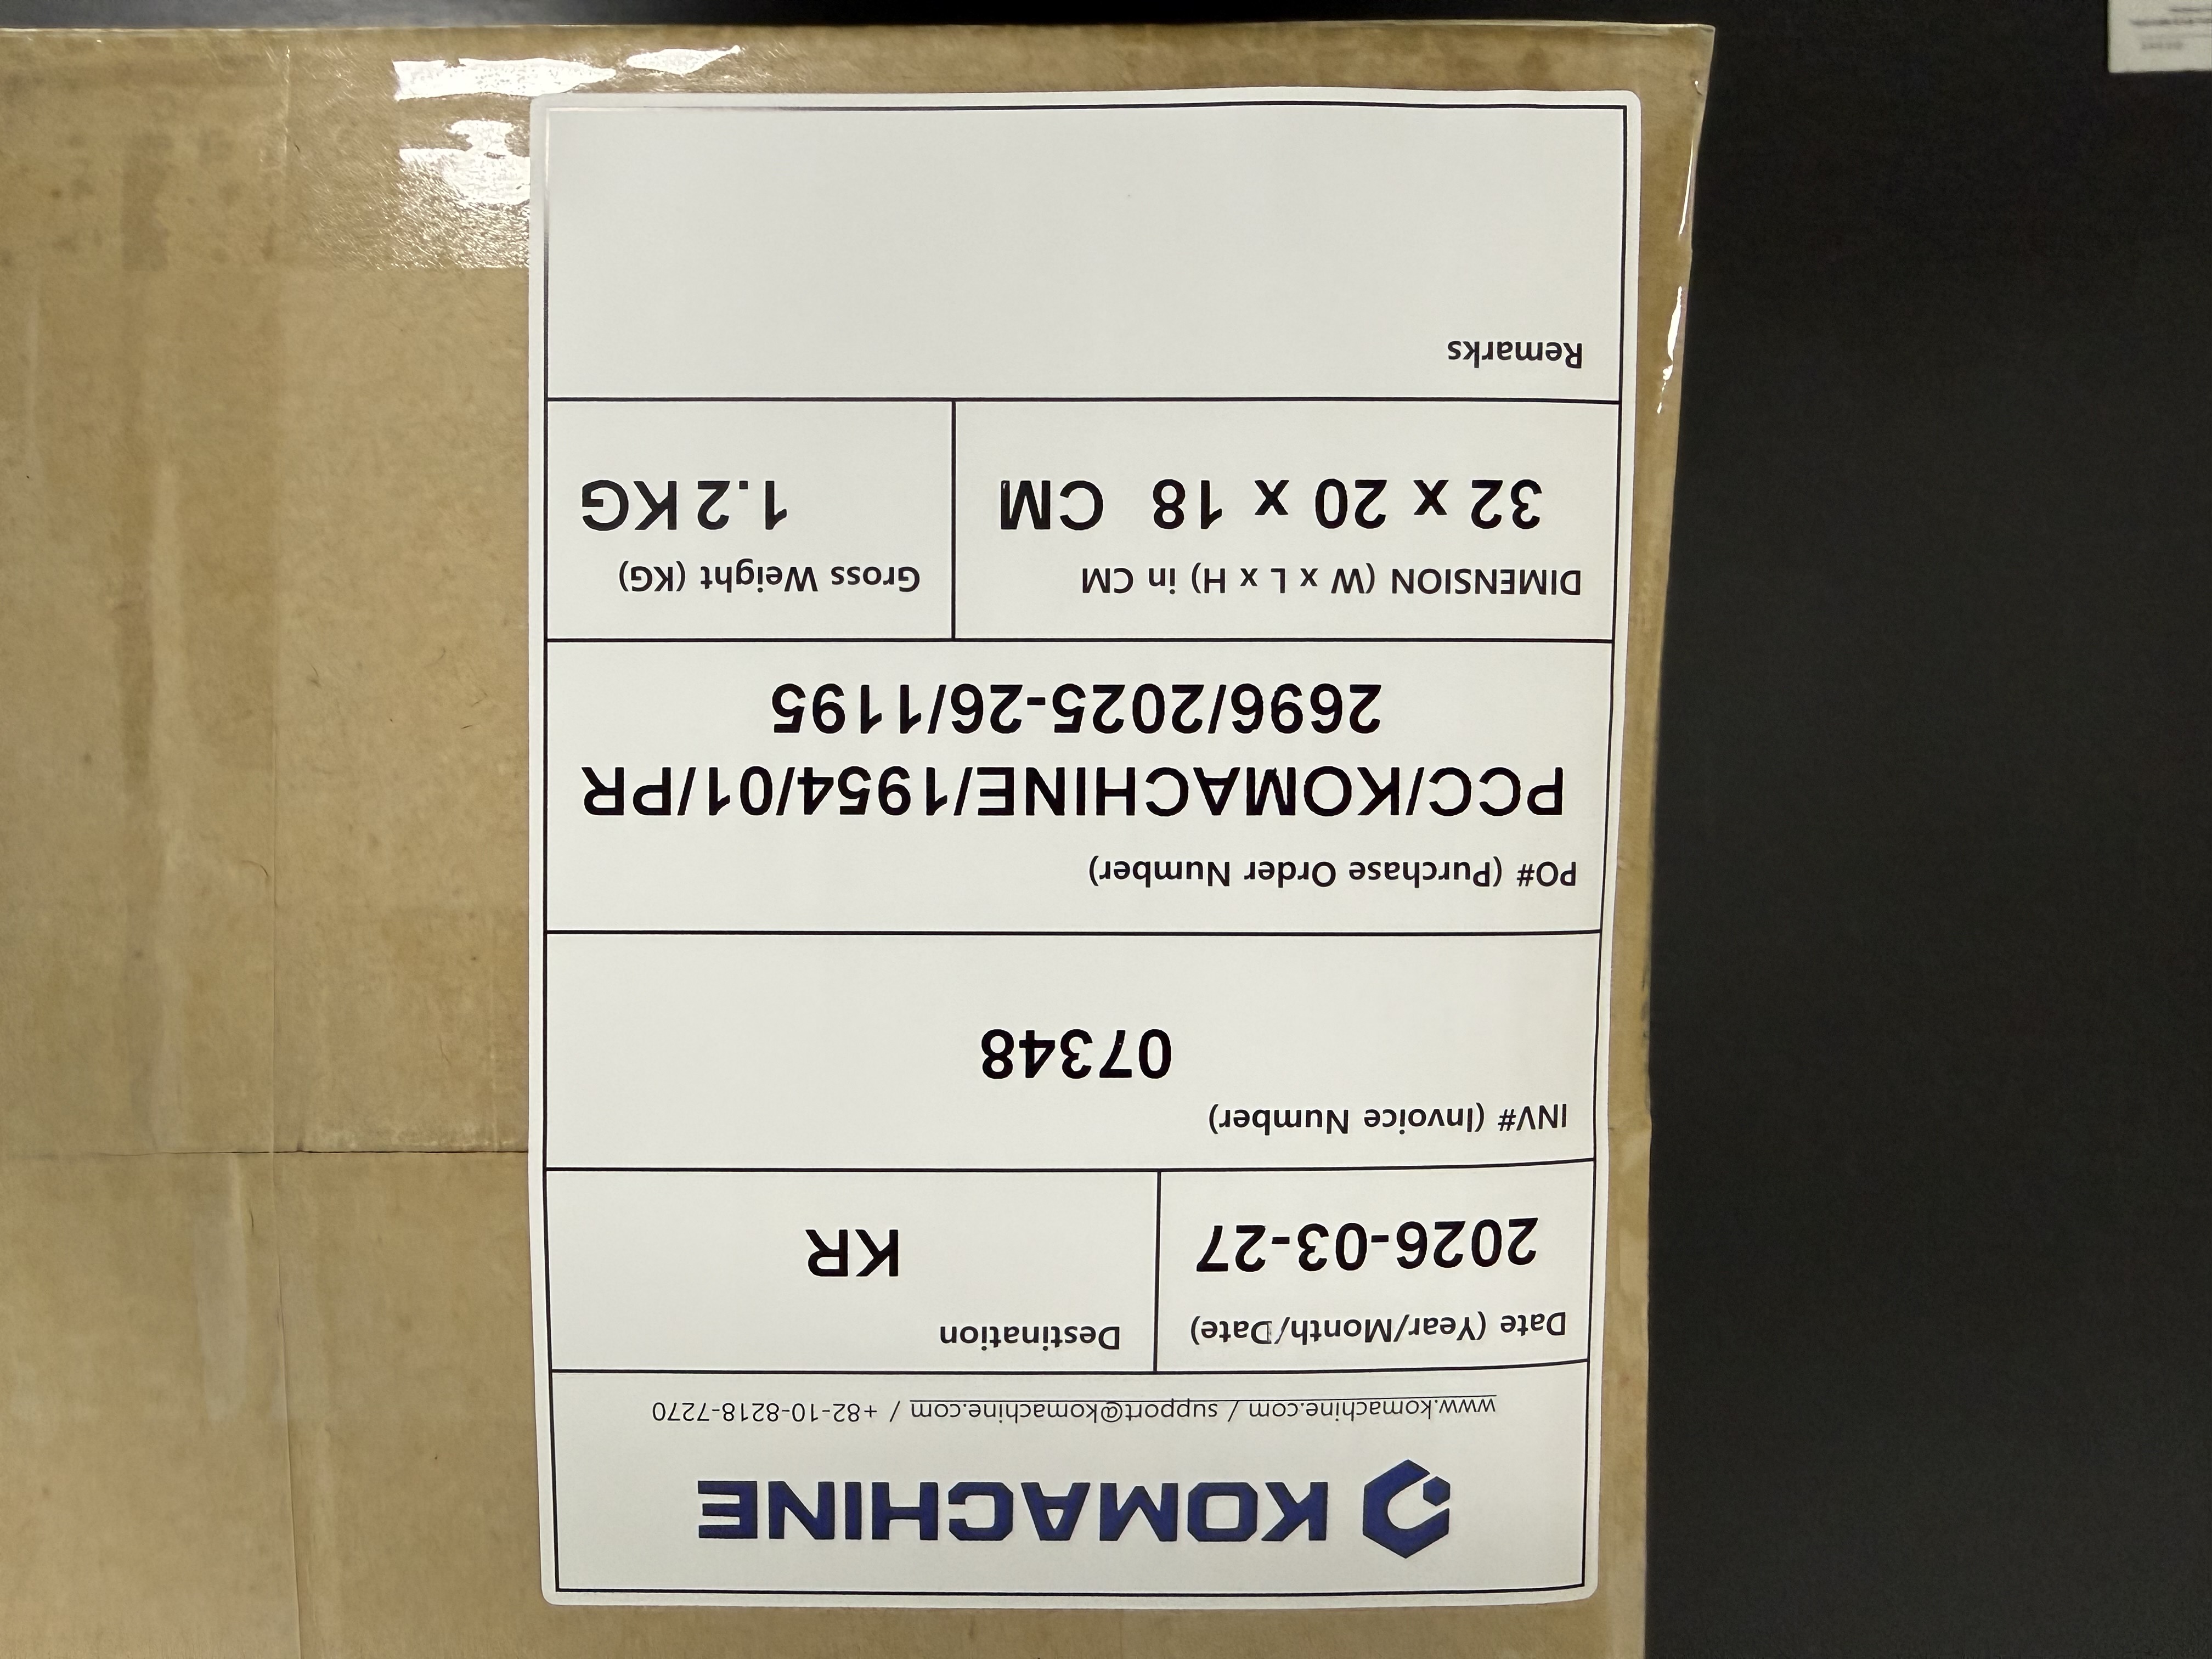 KOMACHINE
www.komachine.com / support@komachine.com / +82-10-8218-7270
Date (Year/Month/Date)
2026-03-27
Destination
KR
INV# (Invoice Number)
07348
PO# (Purchase Order Number)
PCC/KOMACHINE/1954/01/PR
2696/2025-26/1195
DIMENSION (W x L x H) in CM
32 x 20 x 18 CM
Gross Weight (KG)
1.2 KG
Remarks